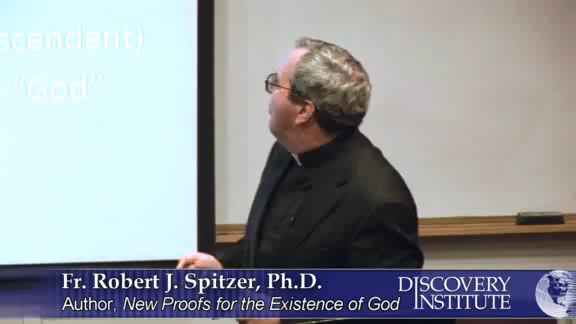 scendent)
"God"
Fr. Robert J. Spitzer, Ph.D.
Author, New Proofs for the Existence of God
DISCOVERY
INSTITUTE